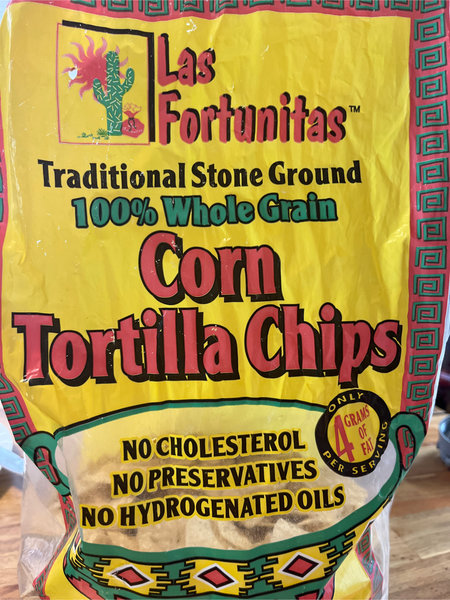 Las
Fortunitas™
Traditional Stone Ground
100% Whole Grain
Corn
Tortilla Chips
ONLY
4 GRAMS
OF
FAT
PER SERVING
NO CHOLESTEROL
NO PRESERVATIVES
NO HYDROGENATED OILS